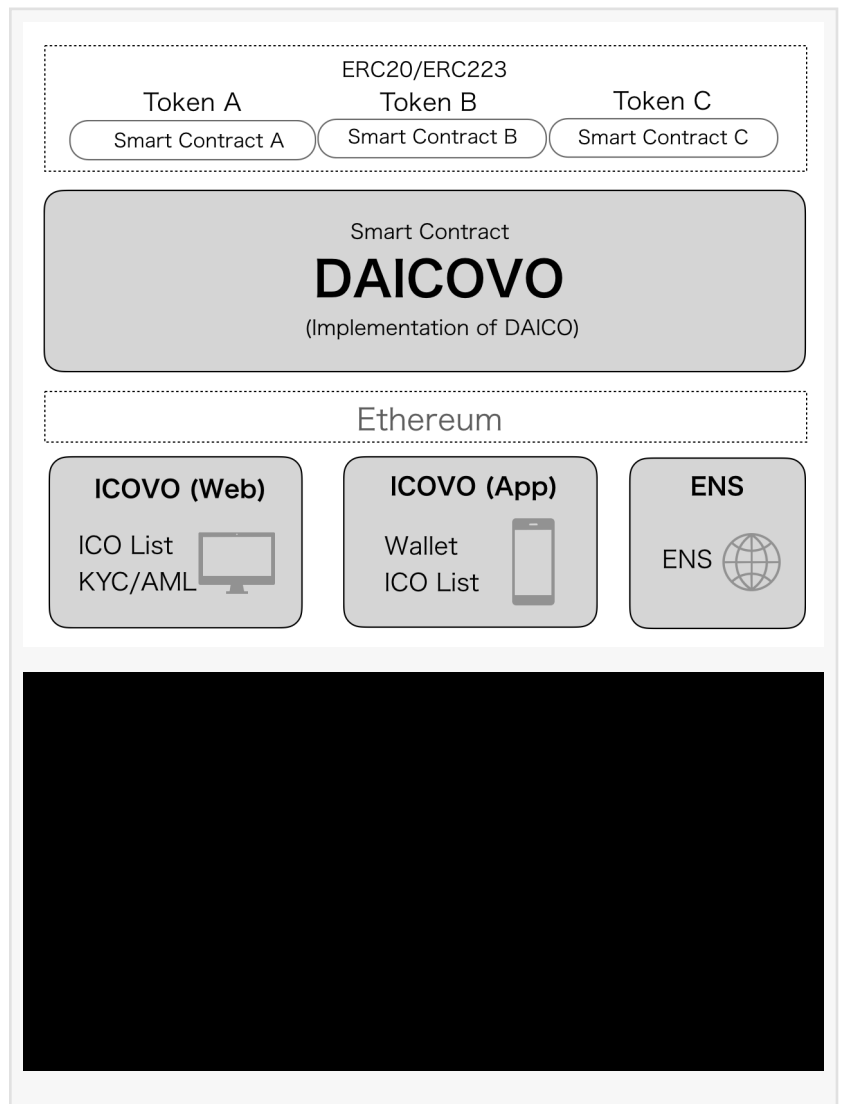 ERC20/ERC223
Token A Token B Token C
Smart Contract A Smart Contract B Smart Contract C
Smart Contract
DAICOVO
(Implementation of DAICO)
Ethereum
ICOVO (Web)
ICO List
KYC/AML
ICOVO (App)
Wallet
ICO List
ENS
ENS